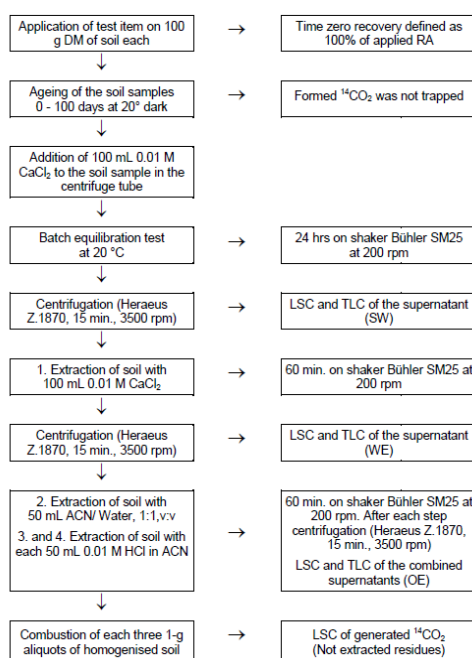 Application of test item on 100
g DM of soil each
→
Time zero recovery defined as
100% of applied RA
↓
Ageing of the soil samples
0 - 100 days at 20° dark
→
Formed ¹⁴CO₂ was not trapped
↓
Addition of 100 mL 0.01 M
CaCl₂ to the soil sample in the
centrifuge tube
↓
Batch equilibration test
at 20 °C
→
24 hrs on shaker Bühler SM25
at 200 rpm
↓
Centrifugation (Heraeus
Z.1870, 15 min., 3500 rpm)
→
LSC and TLC of the supernatant
(SW)
↓
1. Extraction of soil with
100 mL 0.01 M CaCl₂
→
60 min. on shaker Bühler SM25 at
200 rpm
↓
Centrifugation (Heraeus
Z.1870, 15 min., 3500 rpm)
→
LSC and TLC of the supernatant
(WE)
↓
2. Extraction of soil with
50 mL ACN/ Water, 1:1,v:v
3. and 4. Extraction of soil with
each 50 mL 0.01 M HCl in ACN
→
60 min. on shaker Bühler SM25 at
200 rpm. After each step
centrifugation (Heraeus Z.1870,
15 min., 3500 rpm)
LSC and TLC of the combined
supernatants (OE)
↓
Combustion of each three 1-g
aliquots of homogenised soil
→
LSC of generated ¹⁴CO₂
(Not extracted residues)